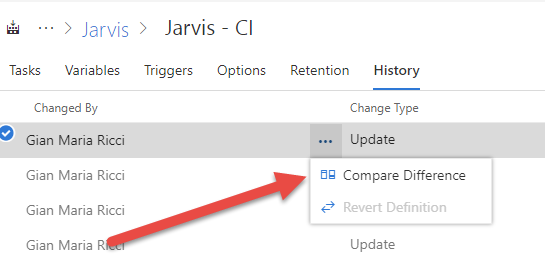 ··· > Jarvis > Jarvis - CI
Tasks Variables Triggers Options Retention History
Changed By Change Type
Gian Maria Ricci ··· Update
Compare Difference
Gian Maria Ricci
Revert Definition
Gian Maria Ricci
Gian Maria Ricci Update